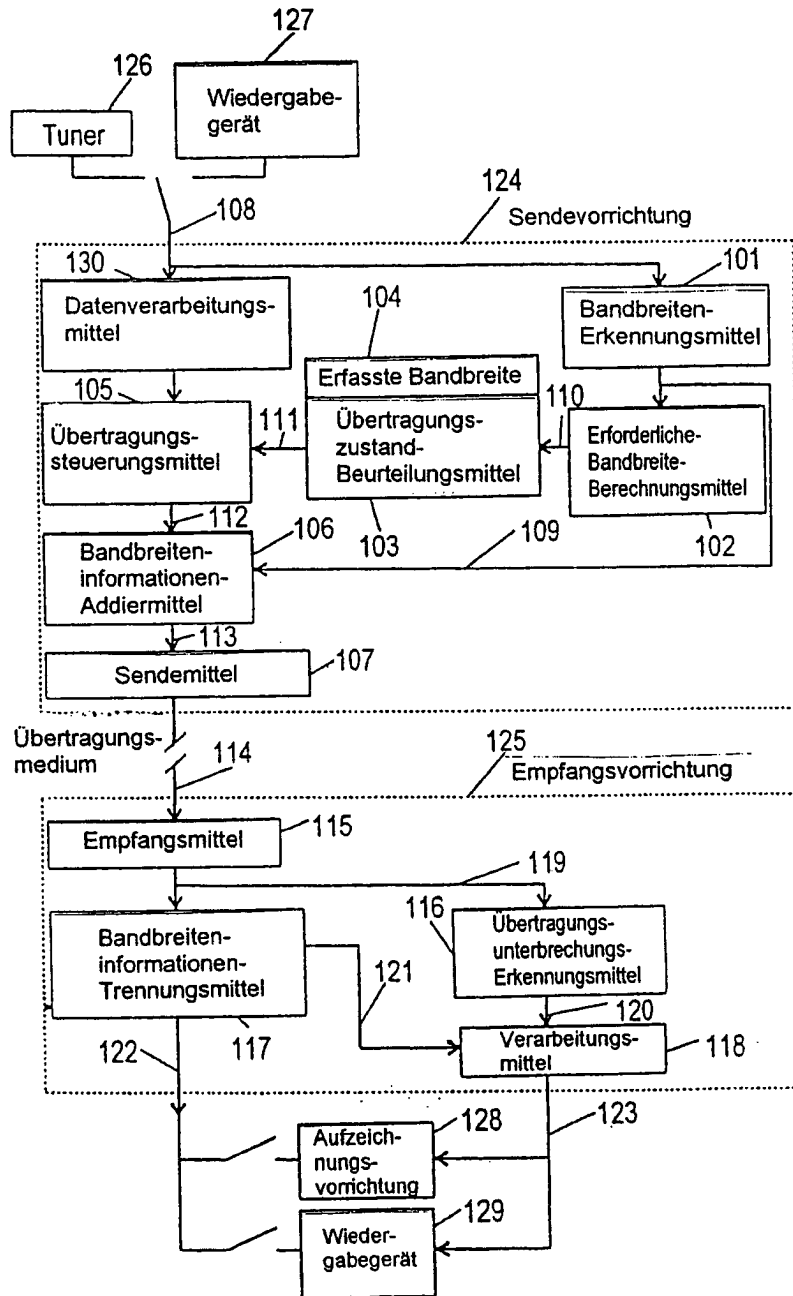 127
126
Wiedergabe-
gerät
Tuner
108
124
Sendevorrichtung
130
101
Datenverarbeitungs-
mittel
104
Bandbreiten-
Erkennungsmittel
Erfasste Bandbreite
105
111
110
Übertragungs-
steuerungsmittel
Übertragungs-
zustand-
Beurteilungsmittel
Erforderliche-
Bandbreite-
Berechnungsmittel
112
106
103
109
102
Bandbreiten-
informationen-
Addiermittel
113
107
Sendemittel
Übertragungs-
medium
114
125
Empfangsvorrichtung
Empfangsmittel
115
119
116
Bandbreiten-
informationen-
Trennungsmittel
Übertragungs-
unterbrechungs-
Erkennungsmittel
121
120
117
122
Verarbeitungs-
mittel
118
128
123
Aufzeich-
nungs-
vorrichtung
129
Wieder-
gabegerät